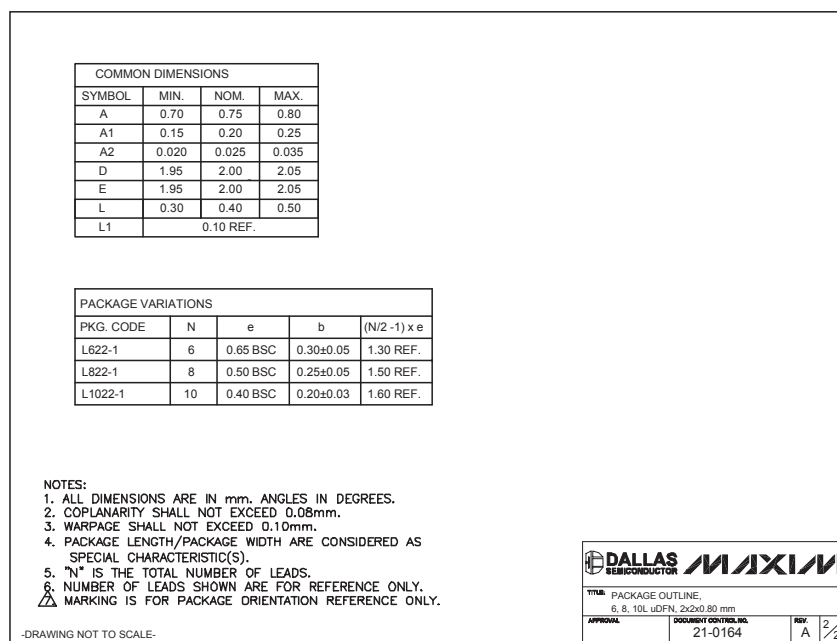 COMMON DIMENSIONS
SYMBOL MIN. NOM. MAX.
A 0.70 0.75 0.80
A1 0.15 0.20 0.25
A2 0.020 0.025 0.035
D 1.95 2.00 2.05
E 1.95 2.00 2.05
L 0.30 0.40 0.50
L1 0.10 REF.
PACKAGE VARIATIONS
PKG. CODE N e b (N/2 -1) x e
L622-1 6 0.65 BSC 0.30±0.05 1.30 REF.
L822-1 8 0.50 BSC 0.25±0.05 1.50 REF.
L1022-1 10 0.40 BSC 0.20±0.03 1.60 REF.
NOTES:
1. ALL DIMENSIONS ARE IN mm. ANGLES IN DEGREES.
2. COPLANARITY SHALL NOT EXCEED 0.08mm.
3. WARPAGE SHALL NOT EXCEED 0.10mm.
4. PACKAGE LENGTH/PACKAGE WIDTH ARE CONSIDERED AS
SPECIAL CHARACTERISTIC(S).
5. "N" IS THE TOTAL NUMBER OF LEADS.
6. NUMBER OF LEADS SHOWN ARE FOR REFERENCE ONLY.
7 MARKING IS FOR PACKAGE ORIENTATION REFERENCE ONLY.
-DRAWING NOT TO SCALE-
DALLAS
SEMICONDUCTOR
MAXIM
TITLE: PACKAGE OUTLINE,
6, 8, 10L uDFN, 2x2x0.80 mm
APPROVAL DOCUMENT CONTROL NO. REV.
21-0164 A 2/2